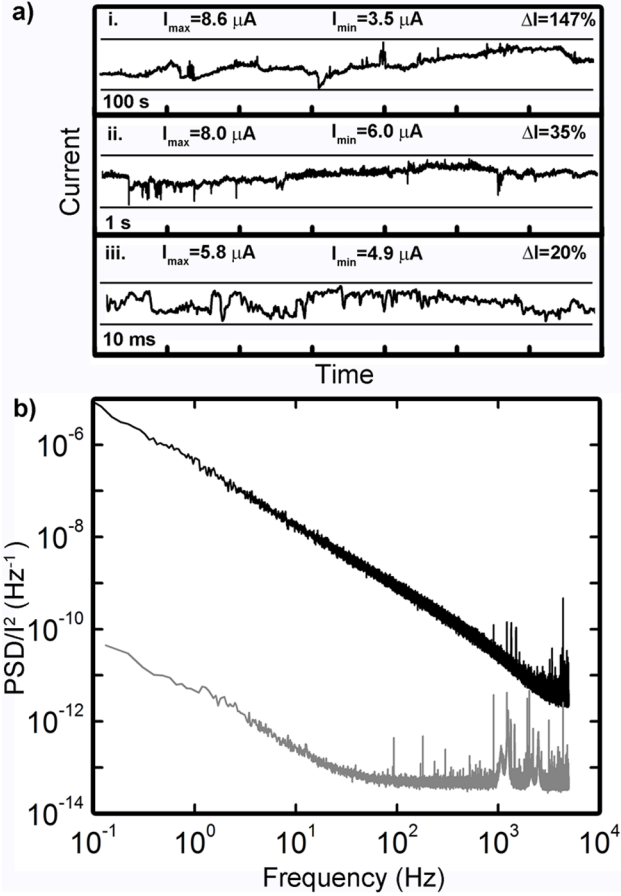 a)
i. Imax=8.6 μA Imin=3.5 μA ΔI=147%
100 s
ii. Imax=8.0 μA Imin=6.0 μA ΔI=35%
1 s
iii. Imax=5.8 μA Imin=4.9 μA ΔI=20%
10 ms
Current
Time
b)
10⁻⁶
10⁻⁸
10⁻¹⁰
10⁻¹²
10⁻¹⁴
PSD/I² (Hz⁻¹)
10⁻¹ 10⁰ 10¹ 10² 10³ 10⁴
Frequency (Hz)